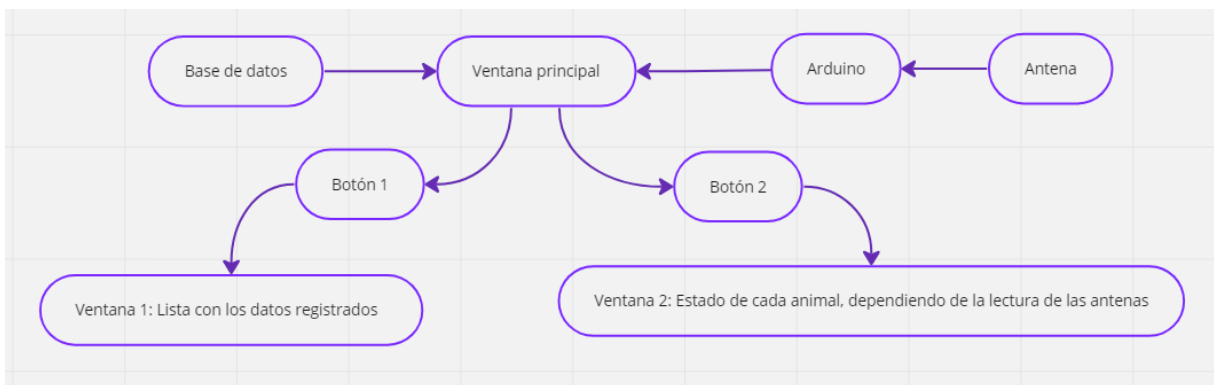 Base de datos
Ventana principal
Arduino
Antena
Botón 1
Botón 2
Ventana 1: Lista con los datos registrados
Ventana 2: Estado de cada animal, dependiendo de la lectura de las antenas